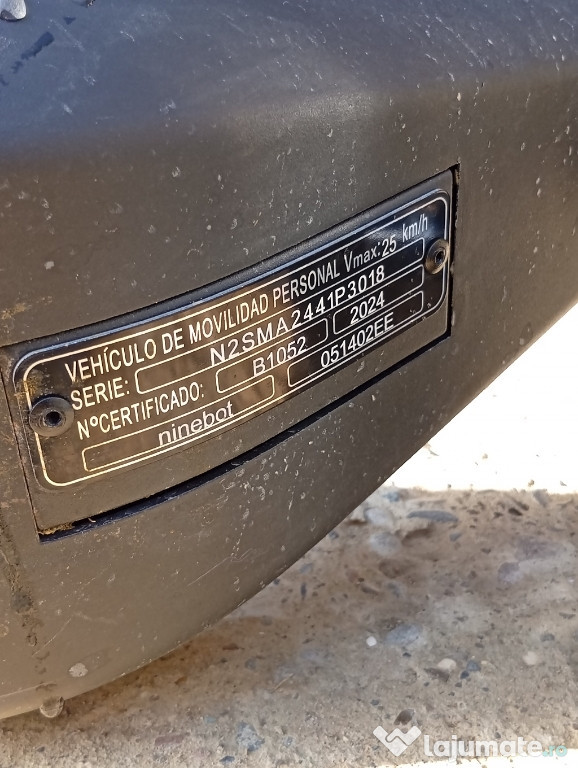 VEHÍCULO DE MOVILIDAD PERSONAL Vmax: 25 km/h
SERIE: N2SMA2441P3018
NºCERTIFICADO: B1052 2024
ninebot 051402EE
lajumate.ro